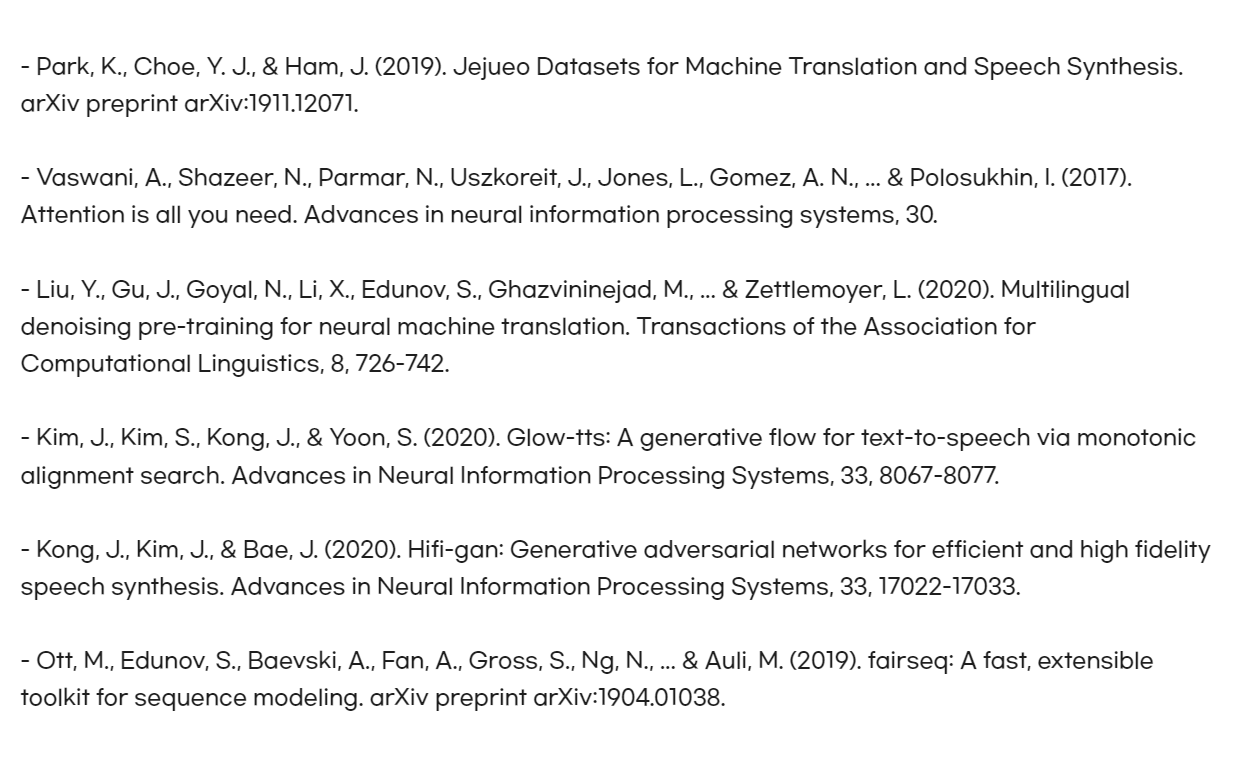 - Park, K., Choe, Y. J., & Ham, J. (2019). Jejueo Datasets for Machine Translation and Speech Synthesis.
arXiv preprint arXiv:1911.12071.
- Vaswani, A., Shazeer, N., Parmar, N., Uszkoreit, J., Jones, L., Gomez, A. N., ... & Polosukhin, I. (2017).
Attention is all you need. Advances in neural information processing systems, 30.
- Liu, Y., Gu, J., Goyal, N., Li, X., Edunov, S., Ghazvininejad, M., ... & Zettlemoyer, L. (2020). Multilingual
denoising pre-training for neural machine translation. Transactions of the Association for
Computational Linguistics, 8, 726-742.
- Kim, J., Kim, S., Kong, J., & Yoon, S. (2020). Glow-tts: A generative flow for text-to-speech via monotonic
alignment search. Advances in Neural Information Processing Systems, 33, 8067-8077.
- Kong, J., Kim, J., & Bae, J. (2020). Hifi-gan: Generative adversarial networks for efficient and high fidelity
speech synthesis. Advances in Neural Information Processing Systems, 33, 17022-17033.
- Ott, M., Edunov, S., Baevski, A., Fan, A., Gross, S., Ng, N., ... & Auli, M. (2019). fairseq: A fast, extensible
toolkit for sequence modeling. arXiv preprint arXiv:1904.01038.